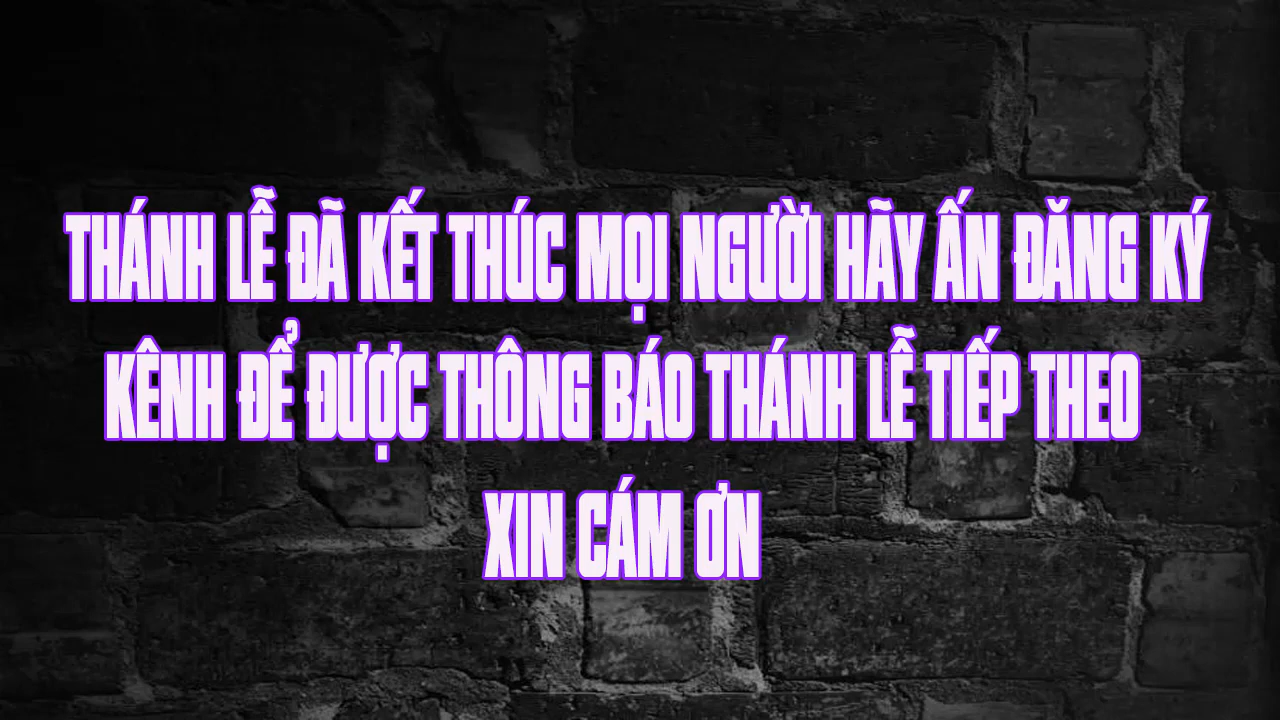 THÁNH LỄ ĐÃ KẾT THÚC MỌI NGƯỜI HÃY ẤN ĐĂNG KÝ
KÊNH ĐỂ ĐƯỢC THÔNG BÁO THÁNH LỄ TIẾP THEO
XIN CÁM ƠN